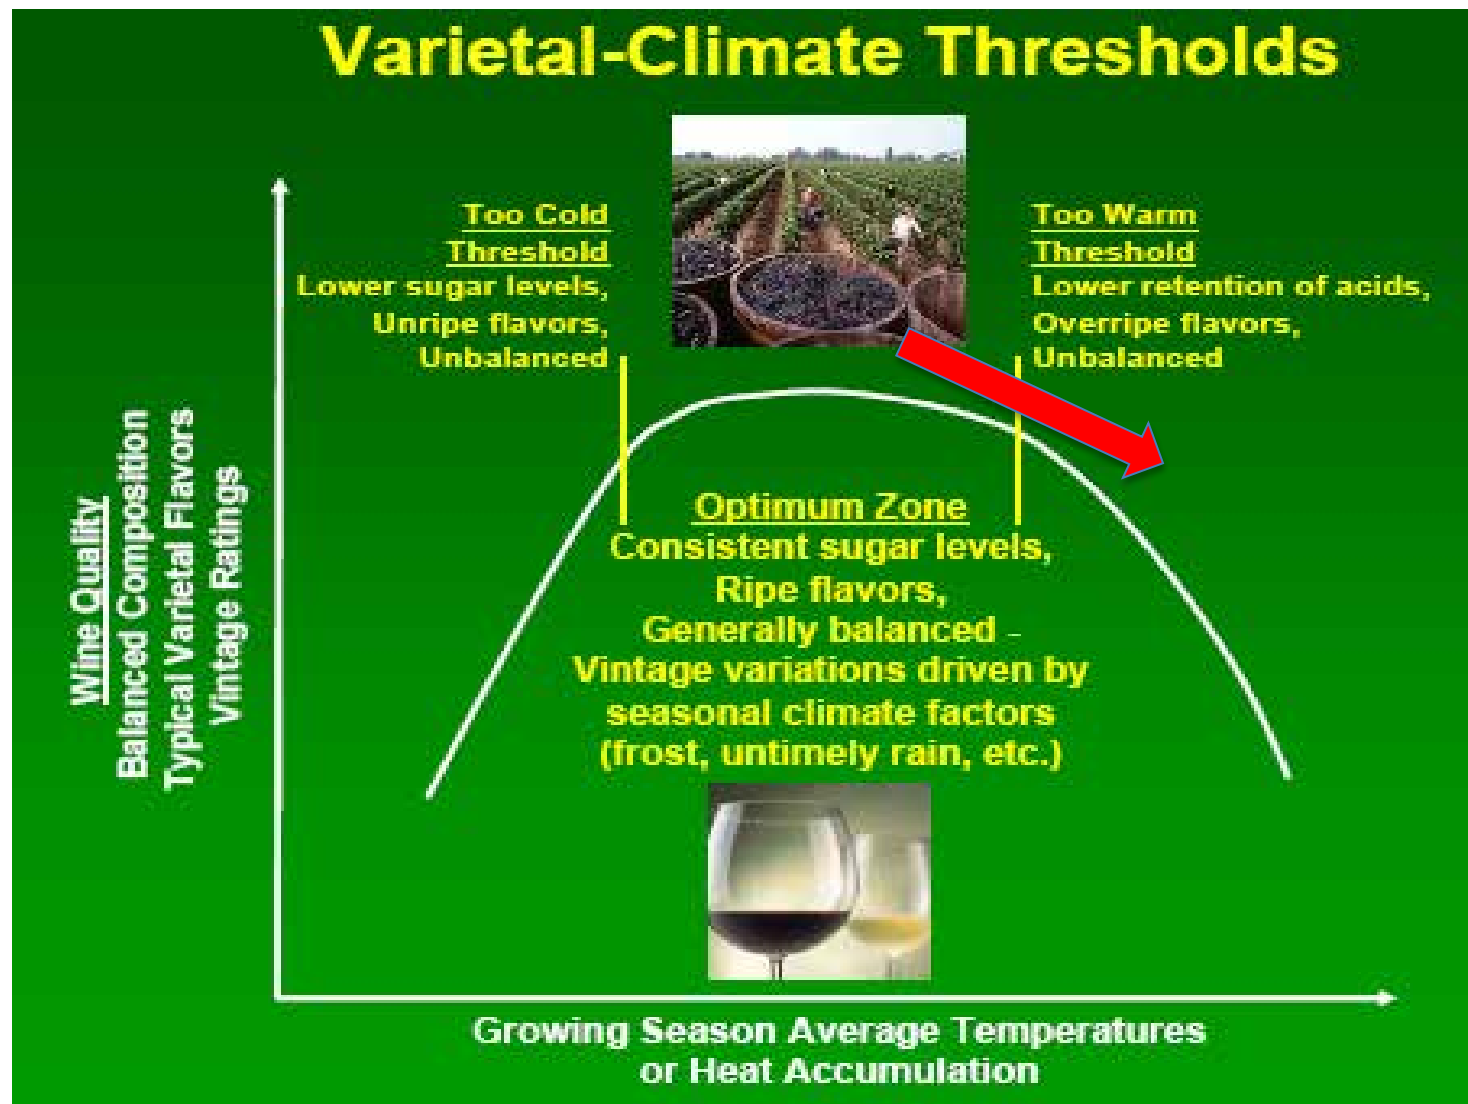 Varietal-Climate Thresholds
Too Cold
Threshold
Lower sugar levels,
Unripe flavors,
Unbalanced
Too Warm
Threshold
Lower retention of acids,
Overripe flavors,
Unbalanced
Wine Quality
Balanced Composition
Typical Varietal Flavors
Vintage Ratings
Optimum Zone
Consistent sugar levels,
Ripe flavors,
Generally balanced -
Vintage variations driven by
seasonal climate factors
(frost, untimely rain, etc.)
Growing Season Average Temperatures
or Heat Accumulation